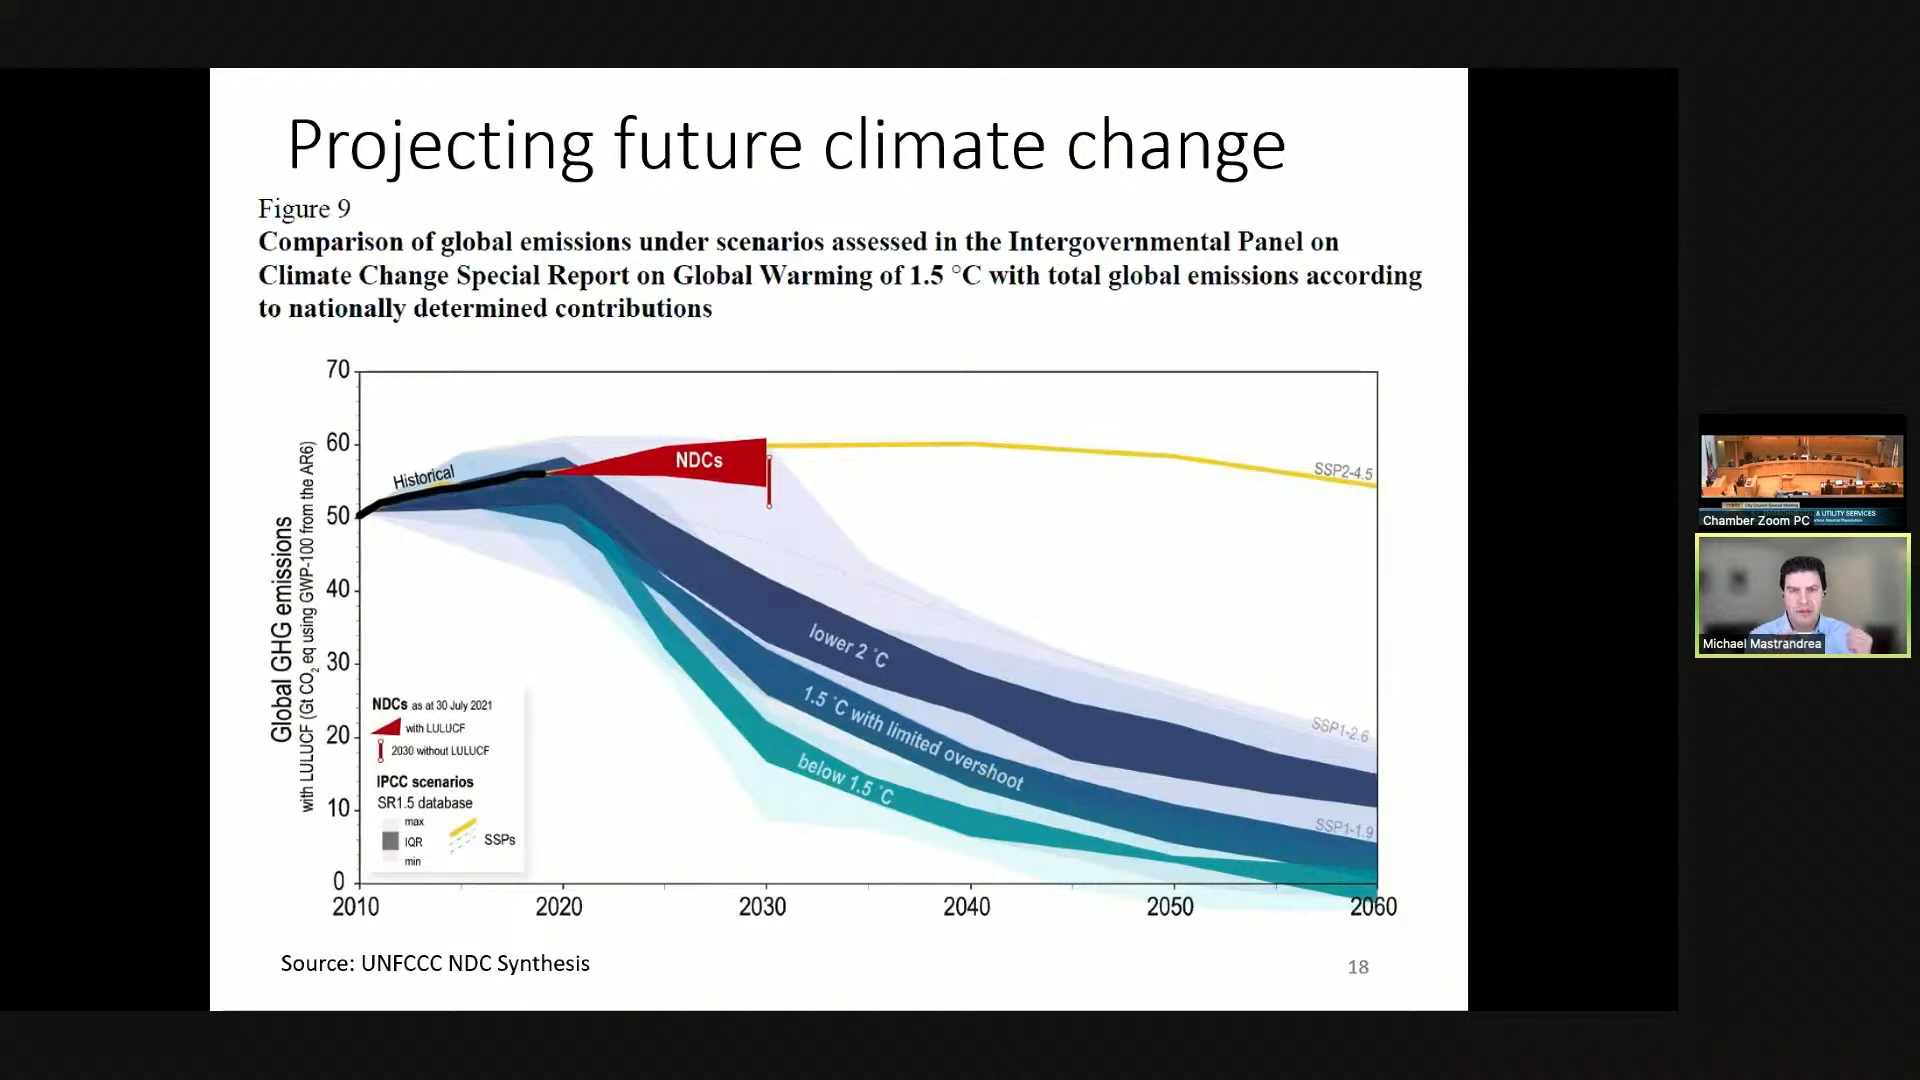 Projecting future climate change
Figure 9
Comparison of global emissions under scenarios assessed in the Intergovernmental Panel on
Climate Change Special Report on Global Warming of 1.5 °C with total global emissions according
to nationally determined contributions
Global GHG emissions
with LULUCF (Gt CO2 eq using GWP-100 from the AR6)
70
60
50
40
30
20
10
0
2010
2020
2030
2040
2050
2060
Historical
NDCs
SSP2-4.5
lower 2 °C
1.5 °C with limited overshoot
below 1.5 °C
SSP1-2.6
SSP1-1.9
NDCs as at 30 July 2021
with LULUCF
2030 without LULUCF
IPCC scenarios
SR1.5 database
max
IQR
min
SSPs
Source: UNFCCC NDC Synthesis
18
& UTILITY SERVICES
Chamber Zoom PC
Michael Mastrandrea